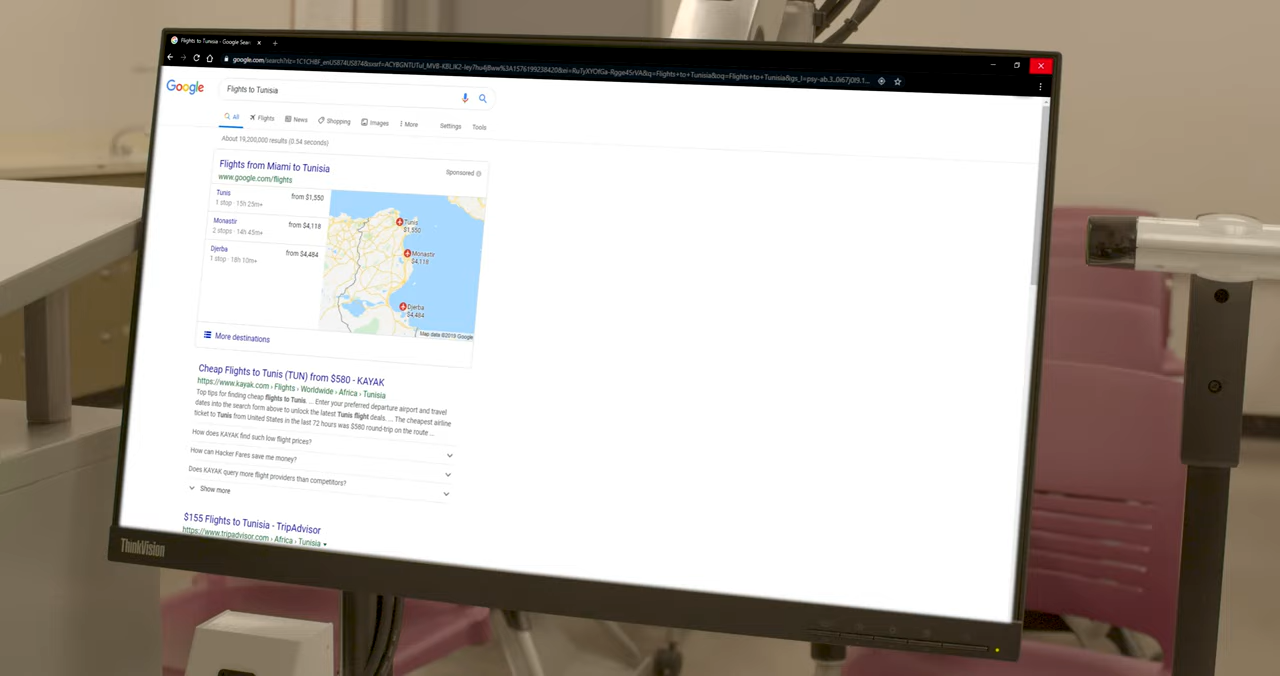 Flights to Tunisia - Google Sear
Google
Flights to Tunisia
All Flights News Shopping Images More Settings Tools
About 19,200,000 results (0.54 seconds)
Flights from Miami to Tunisia
Sponsored
www.google.com/flights
Tunis from $1,550
1 stop · 15h 25m+
Monastir from $4,118
2 stops · 14h 45m+
Djerba from $4,484
1 stop · 18h 10m+
Tunis
$1,550
Monastir
$4,118
Djerba
$4,484
Map data ©2019 Google
More destinations
Cheap Flights to Tunis (TUN) from $580 - KAYAK
https://www.kayak.com › Flights › Worldwide › Africa › Tunisia
Top tips for finding cheap flights to Tunis. ... Enter your preferred departure airport and travel
dates into the search form above to unlock the latest Tunis flight deals. ... The cheapest airline
ticket to Tunis from United States in the last 72 hours was $580 round-trip on the route ...
How does KAYAK find such low flight prices?
How can Hacker Fares save me money?
Does KAYAK query more flight providers than competitors?
Show more
$155 Flights to Tunisia - TripAdvisor
https://www.tripadvisor.com › Africa › Tunisia
ThinkVision